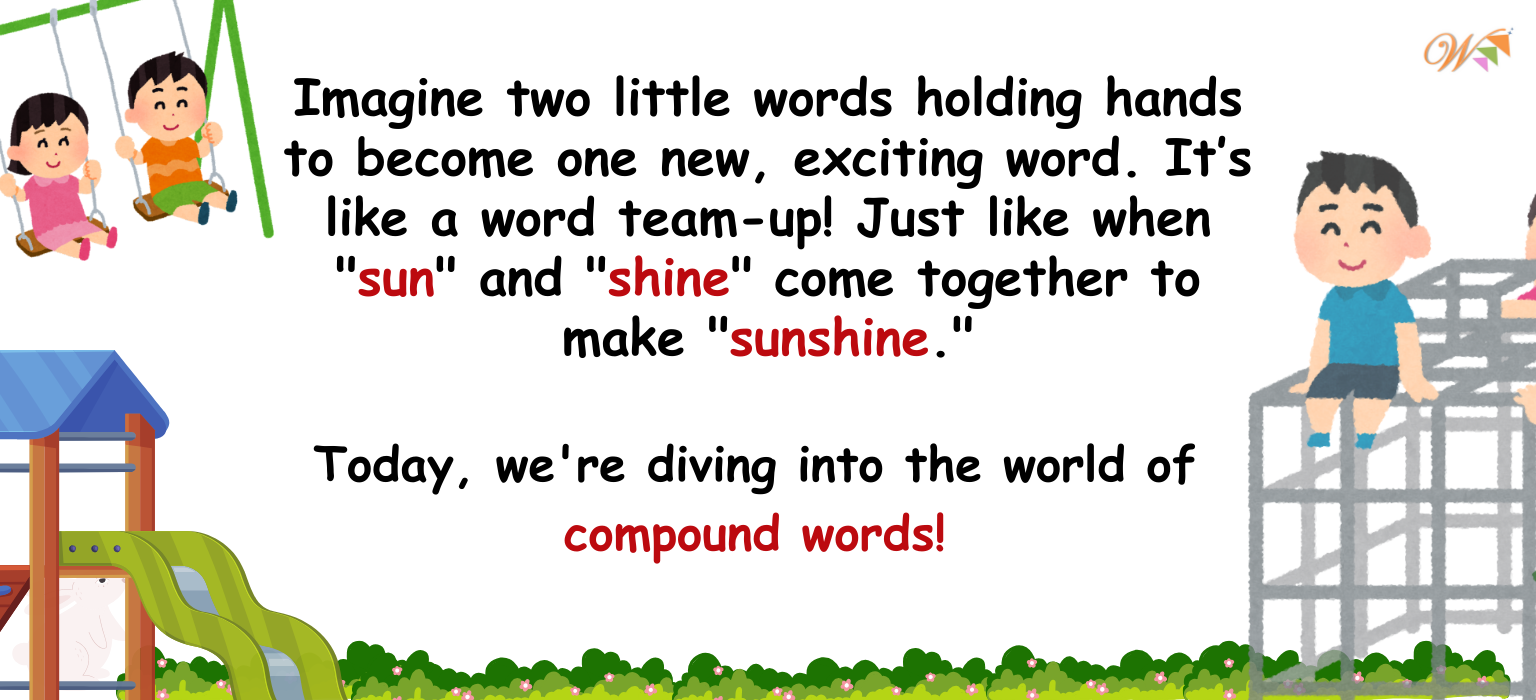 Imagine two little words holding hands
to become one new, exciting word. It’s
like a word team-up! Just like when
"sun" and "shine" come together to
make "sunshine."
Today, we're diving into the world of
compound words!
W